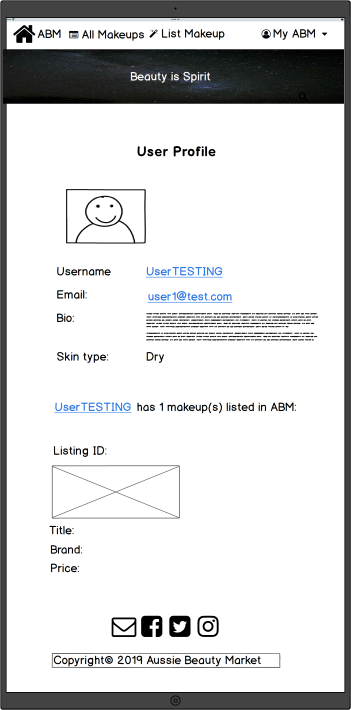 ABM All Makeups List Makeup My ABM
Beauty is Spirit
User Profile
Username UserTESTING
Email: user1@test.com
Bio:
Skin type: Dry
UserTESTING has 1 makeup(s) listed in ABM:
Listing ID:
Title:
Brand:
Price:
Copyright© 2019 Aussie Beauty Market